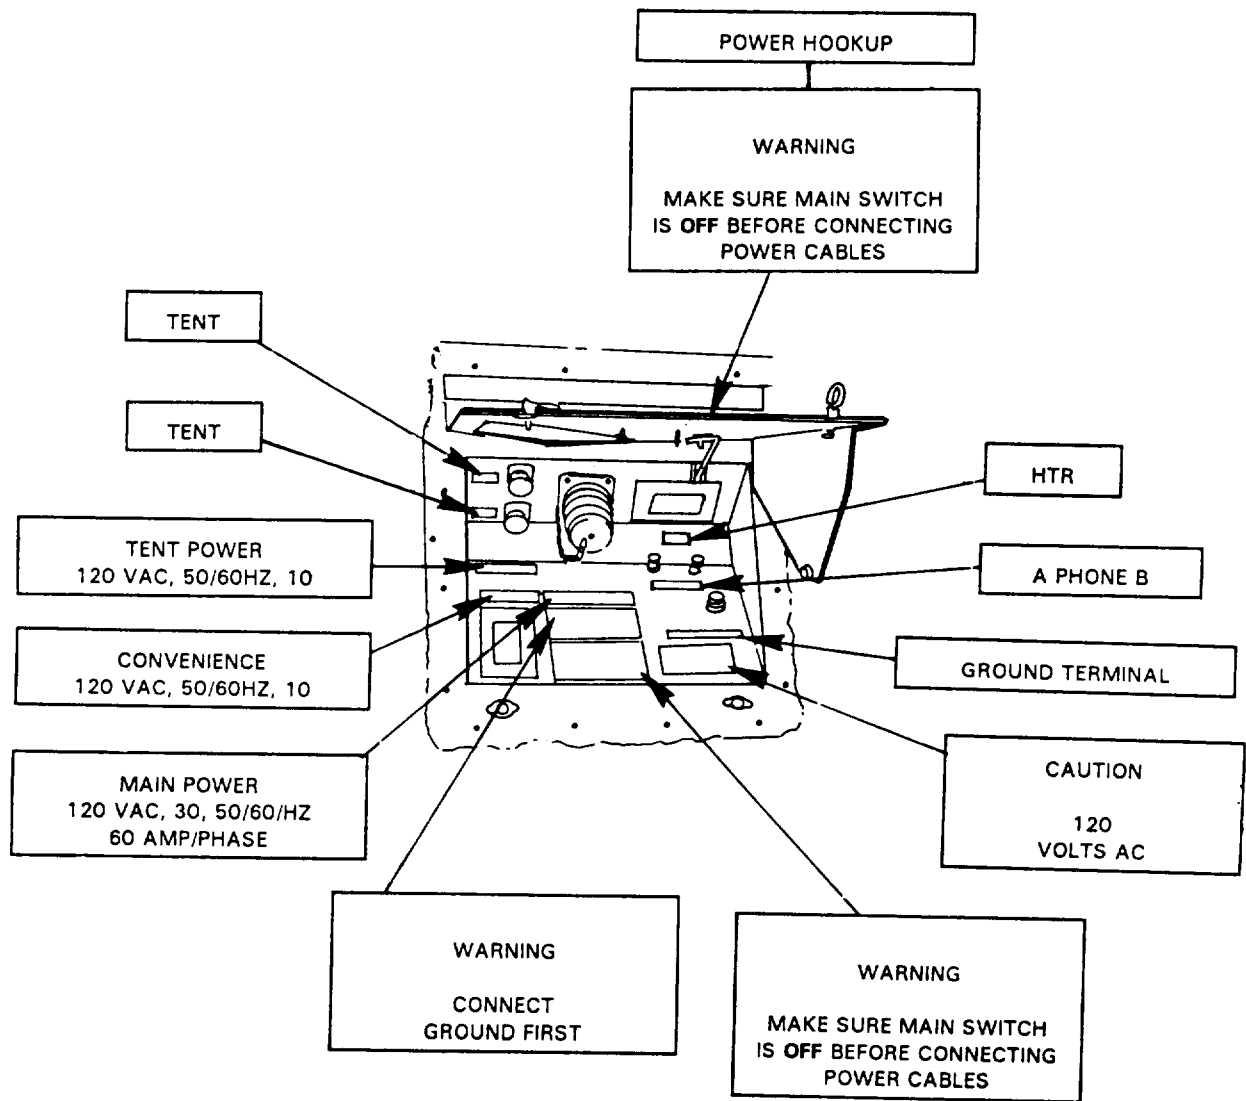 POWER HOOKUP
WARNING
MAKE SURE MAIN SWITCH
IS OFF BEFORE CONNECTING
POWER CABLES
TENT
TENT
HTR
TENT POWER
120 VAC, 50/60HZ, 10
A PHONE B
CONVENIENCE
120 VAC, 50/60HZ, 10
GROUND TERMINAL
MAIN POWER
120 VAC, 30, 50/60/HZ
60 AMP/PHASE
CAUTION
120
VOLTS AC
WARNING
CONNECT
GROUND FIRST
WARNING
MAKE SURE MAIN SWITCH
IS OFF BEFORE CONNECTING
POWER CABLES